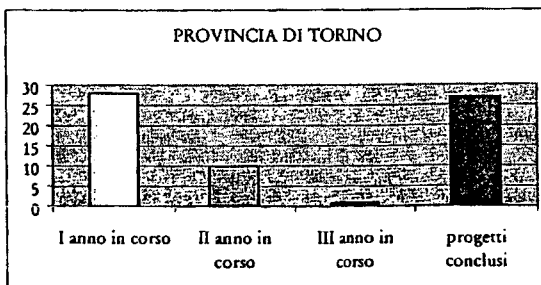 PROVINCIA DI TORINO
30
25
20
15
10
5
0
I anno in corso
II anno in
corso
III anno in
corso
progetti
conclusi